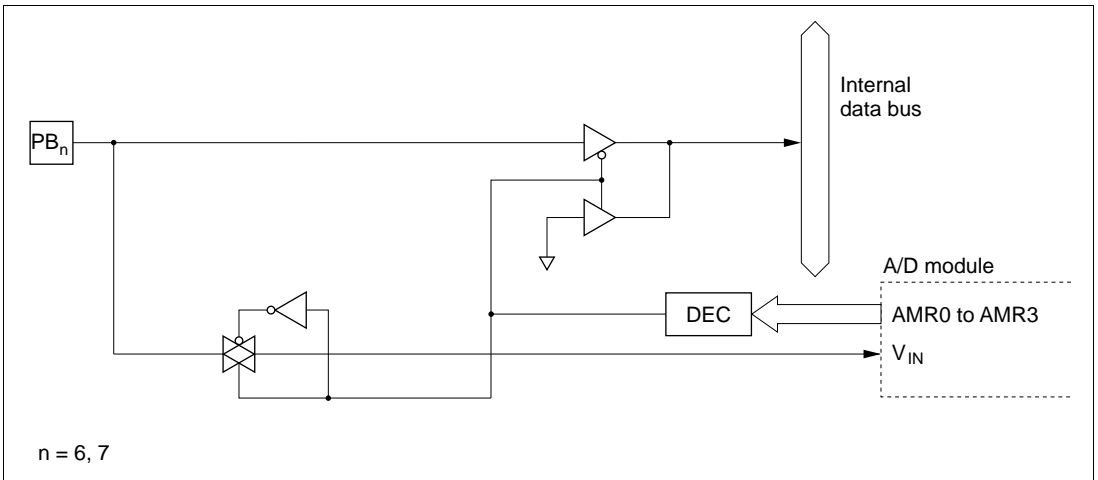 PBn
Internal
data bus
A/D module
DEC
AMR0 to AMR3
VIN
n = 6, 7